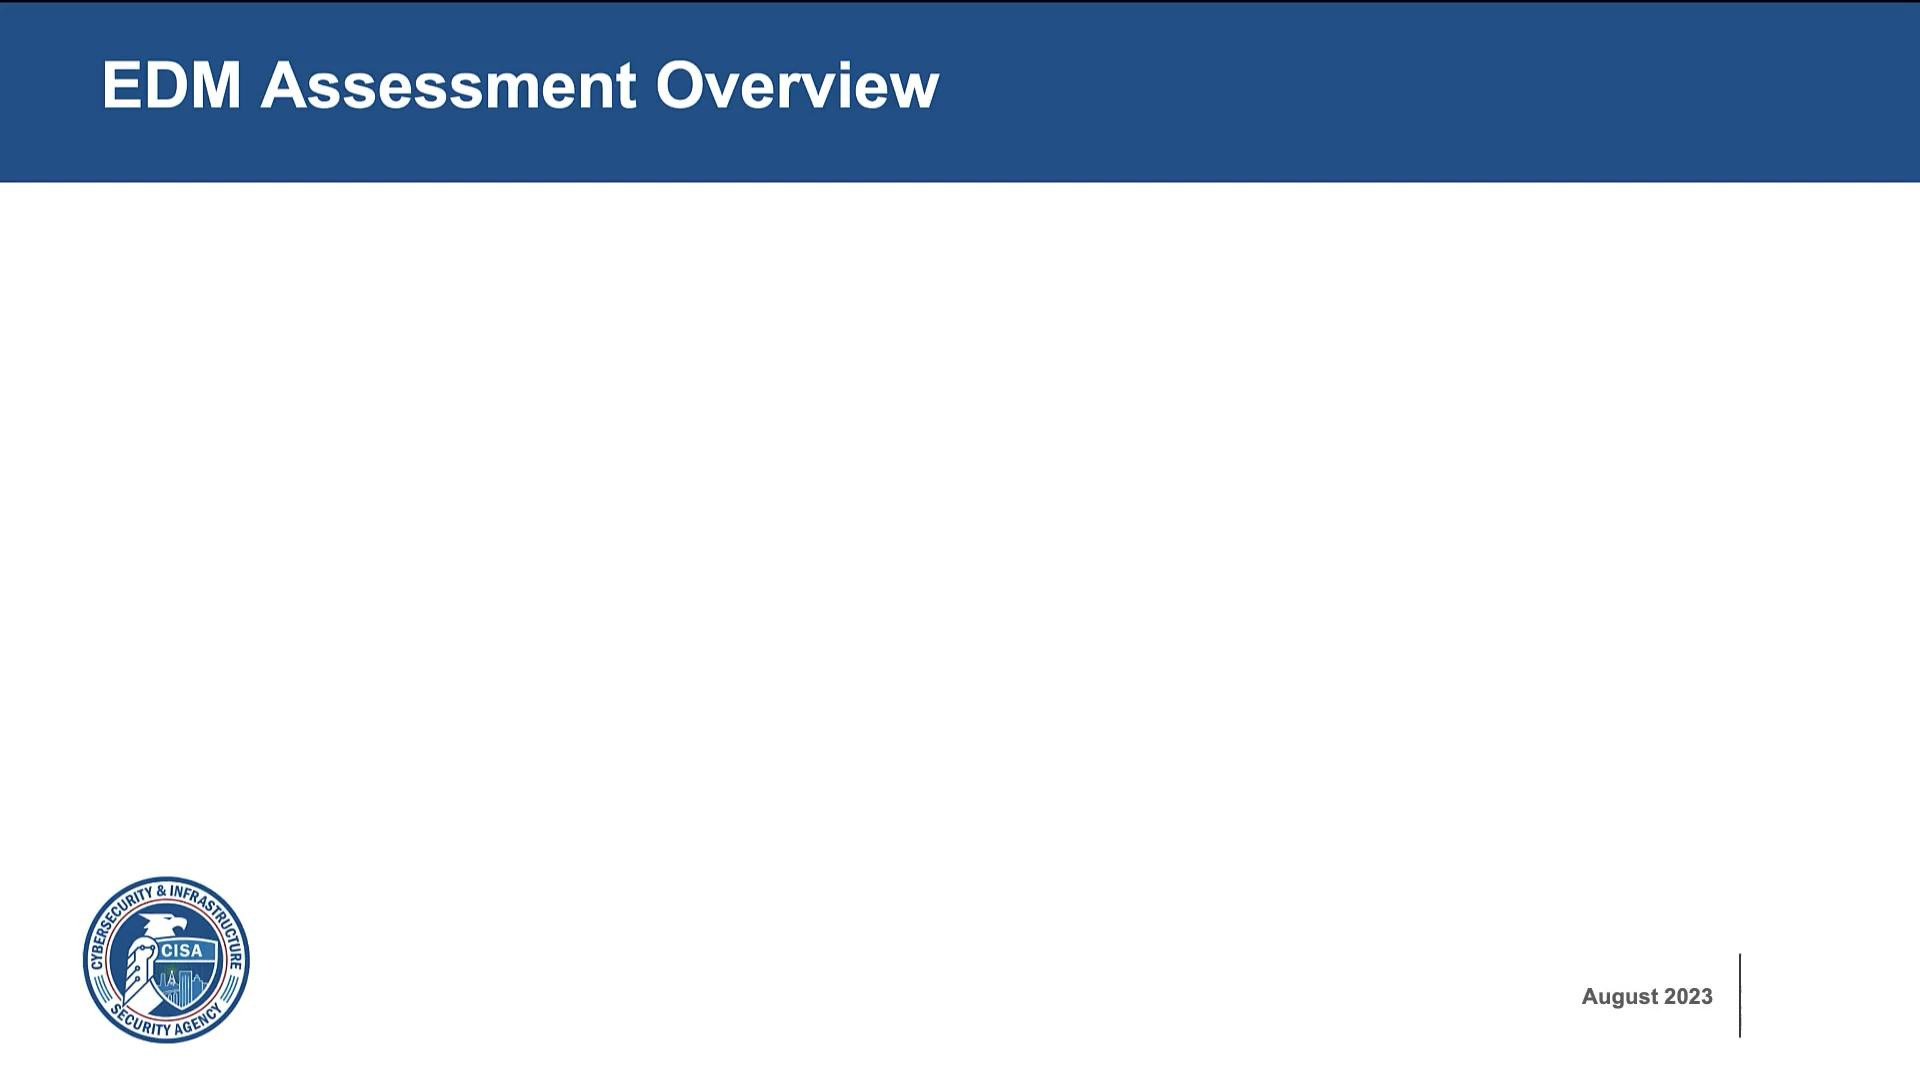 EDM Assessment Overview
CYBERSECURITY & INFRASTRUCTURE
CISA
SECURITY AGENCY
August 2023